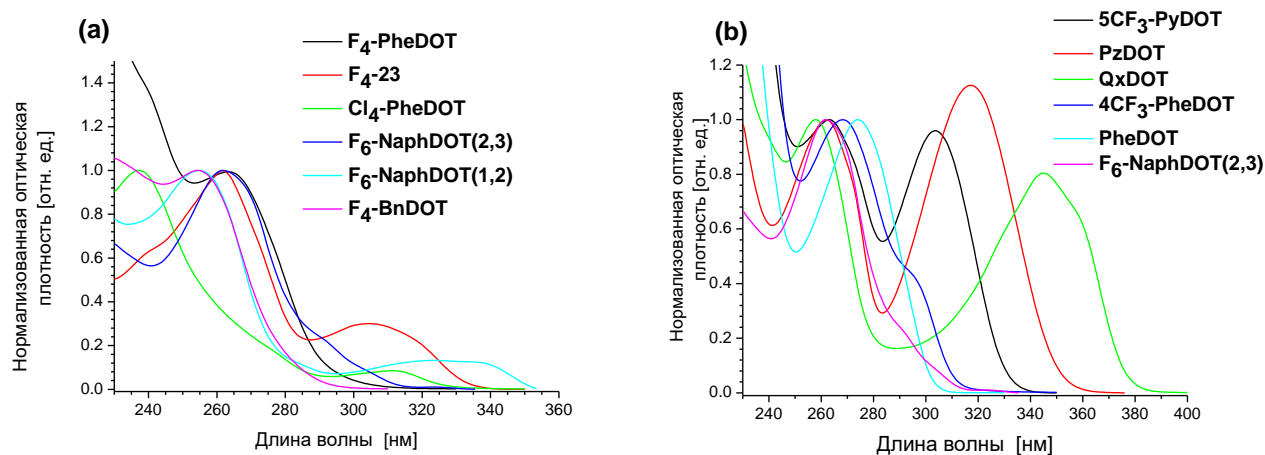 (a)
F4-PheDOT
F4-23
Cl4-PheDOT
F6-NaphDOT(2,3)
F6-NaphDOT(1,2)
F4-BnDOT
Нормализованная оптическая
плотность [отн. ед.]
1.4
1.2
1.0
0.8
0.6
0.4
0.2
0.0
240 260 280 300 320 340 360
Длина волны [нм]
(b)
5CF3-PyDOT
PzDOT
QxDOT
4CF3-PheDOT
PheDOT
F6-NaphDOT(2,3)
Нормализованная оптическая
плотность [отн. ед.]
1.2
1.0
0.8
0.6
0.4
0.2
0.0
240 260 280 300 320 340 360 380 400
Длина волны [нм]